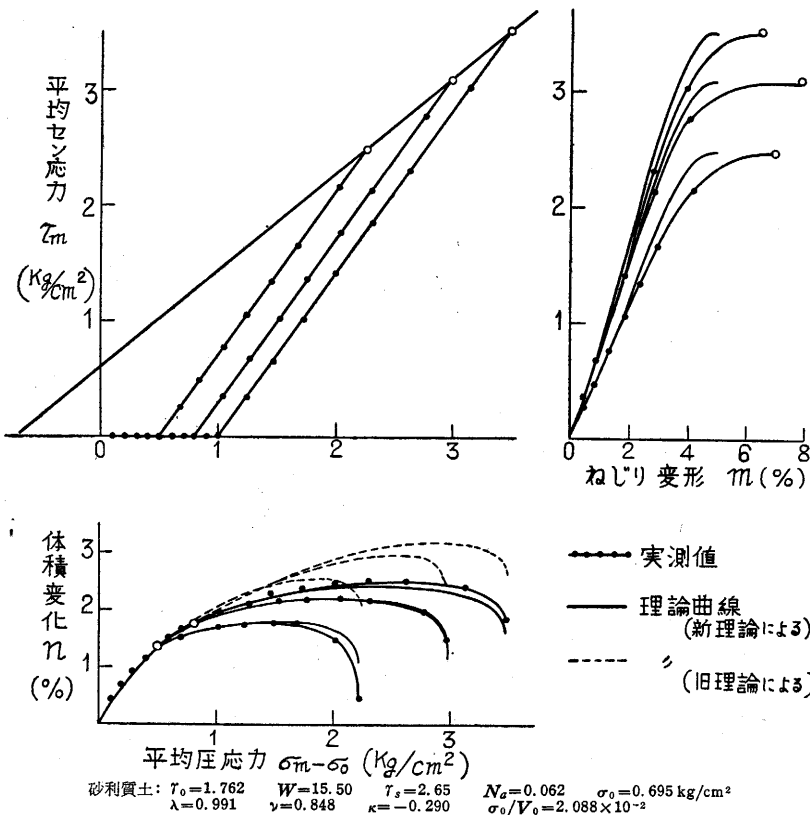 平均セン応力
τm
(Kg/cm²)
3
2
1
0
1
2
3
3
2
1
0
2
4
6
8
ねじり変形 m(%)
体積変化
n
(%)
3
2
1
1
2
3
平均圧応力 σm-σ₀ (Kg/cm²)
実測値
理論曲線
(新理論による)
〃
(旧理論による)
砂利質土: γ₀=1.762 W=15.50 γs=2.65 Na=0.062 σ₀=0.695 kg/cm²
λ=0.991 ν=0.848 κ=-0.290 σ₀/V₀=2.088×10⁻²